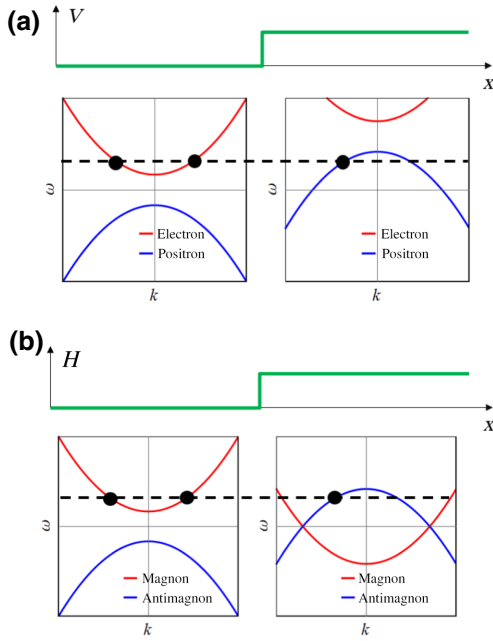 (a)
V
x
ω
Electron
Positron
k
Electron
Positron
k
(b)
H
x
ω
Magnon
Antimagnon
k
ω
Magnon
Antimagnon
k